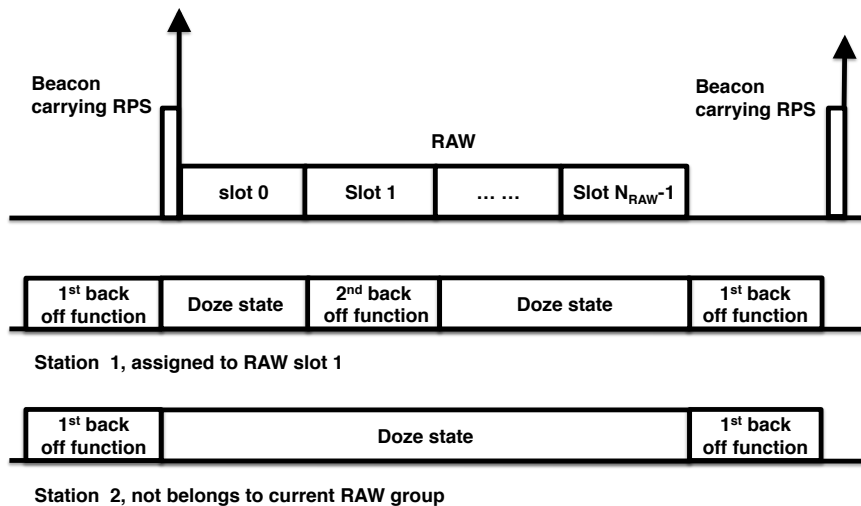 Beacon
carrying RPS
Beacon
carrying RPS
RAW
slot 0
Slot 1
... ...
Slot N_RAW-1
1st back
off function
Doze state
2nd back
off function
Doze state
1st back
off function
Station 1, assigned to RAW slot 1
1st back
off function
Doze state
1st back
off function
Station 2, not belongs to current RAW group